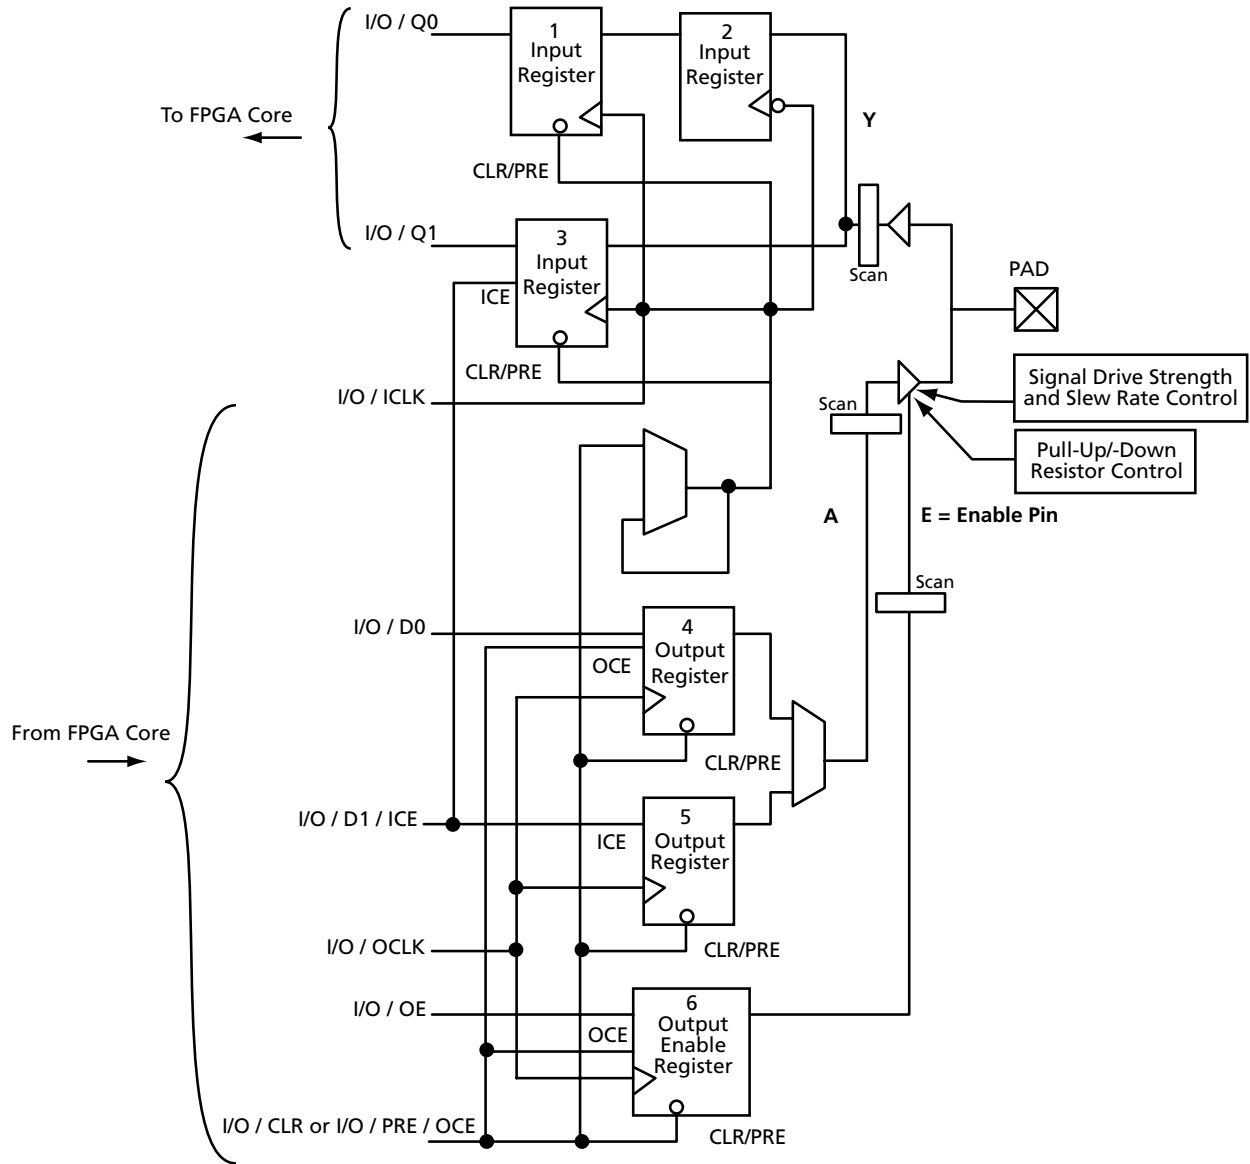 I/O / Q0
1
Input
Register
2
Input
Register
To FPGA Core
Y
CLR/PRE
I/O / Q1
3
Input
Register
ICE
Scan
PAD
CLR/PRE
I/O / ICLK
Signal Drive Strength
and Slew Rate Control
Scan
Pull-Up/-Down
Resistor Control
A
E = Enable Pin
Scan
I/O / D0
4
Output
Register
OCE
From FPGA Core
CLR/PRE
I/O / D1 / ICE
5
Output
Register
ICE
I/O / OCLK
CLR/PRE
I/O / OE
6
Output
Enable
Register
OCE
I/O / CLR or I/O / PRE / OCE
CLR/PRE